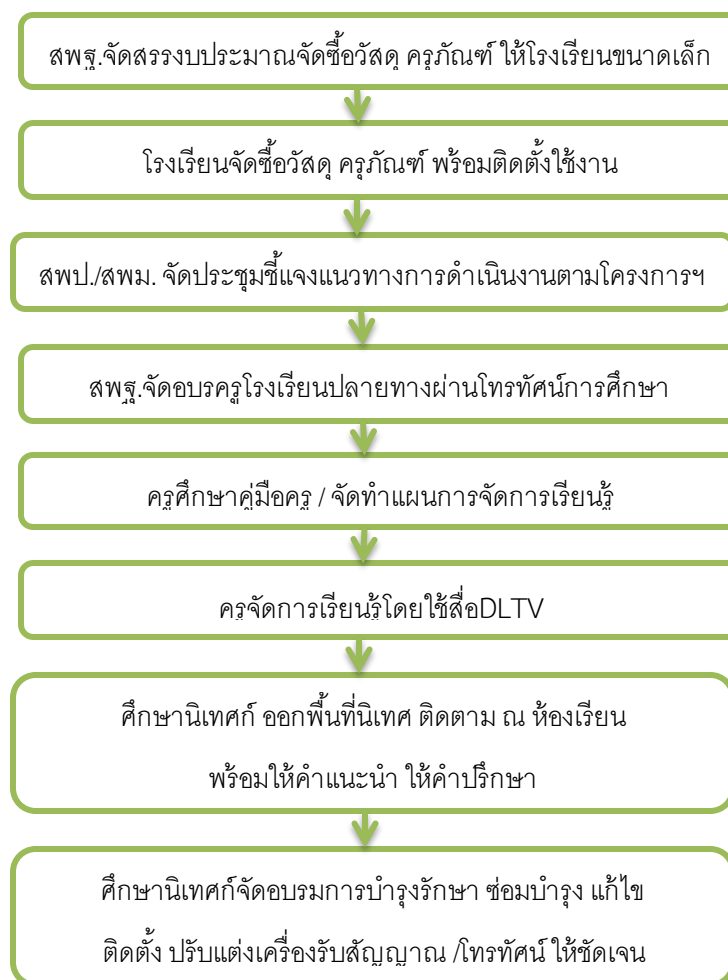 สพฐ.จัดสรรงบประมาณจัดซื้อวัสดุ ครุภัณฑ์ ให้โรงเรียนขนาดเล็ก
โรงเรียนจัดซื้อวัสดุ ครุภัณฑ์ พร้อมติดตั้งใช้งาน
สพป./สพม. จัดประชุมชี้แจงแนวทางการดำเนินงานตามโครงการฯ
สพฐ.จัดอบรครูโรงเรียนปลายทางผ่านโทรทัศน์การศึกษา
ครูศึกษาคู่มือครู / จัดทำแผนการจัดการเรียนรู้
ครูจัดการเรียนรู้โดยใช้สื่อDLTV
ศึกษานิเทศก์ ออกพื้นที่นิเทศ ติดตาม ณ ห้องเรียน
พร้อมให้คำแนะนำ ให้คำปรึกษา
ศึกษานิเทศก์จัดอบรมการบำรุงรักษา ซ่อมบำรุง แก้ไข
ติดตั้ง ปรับแต่งเครื่องรับสัญญาณ /โทรทัศน์ ให้ชัดเจน